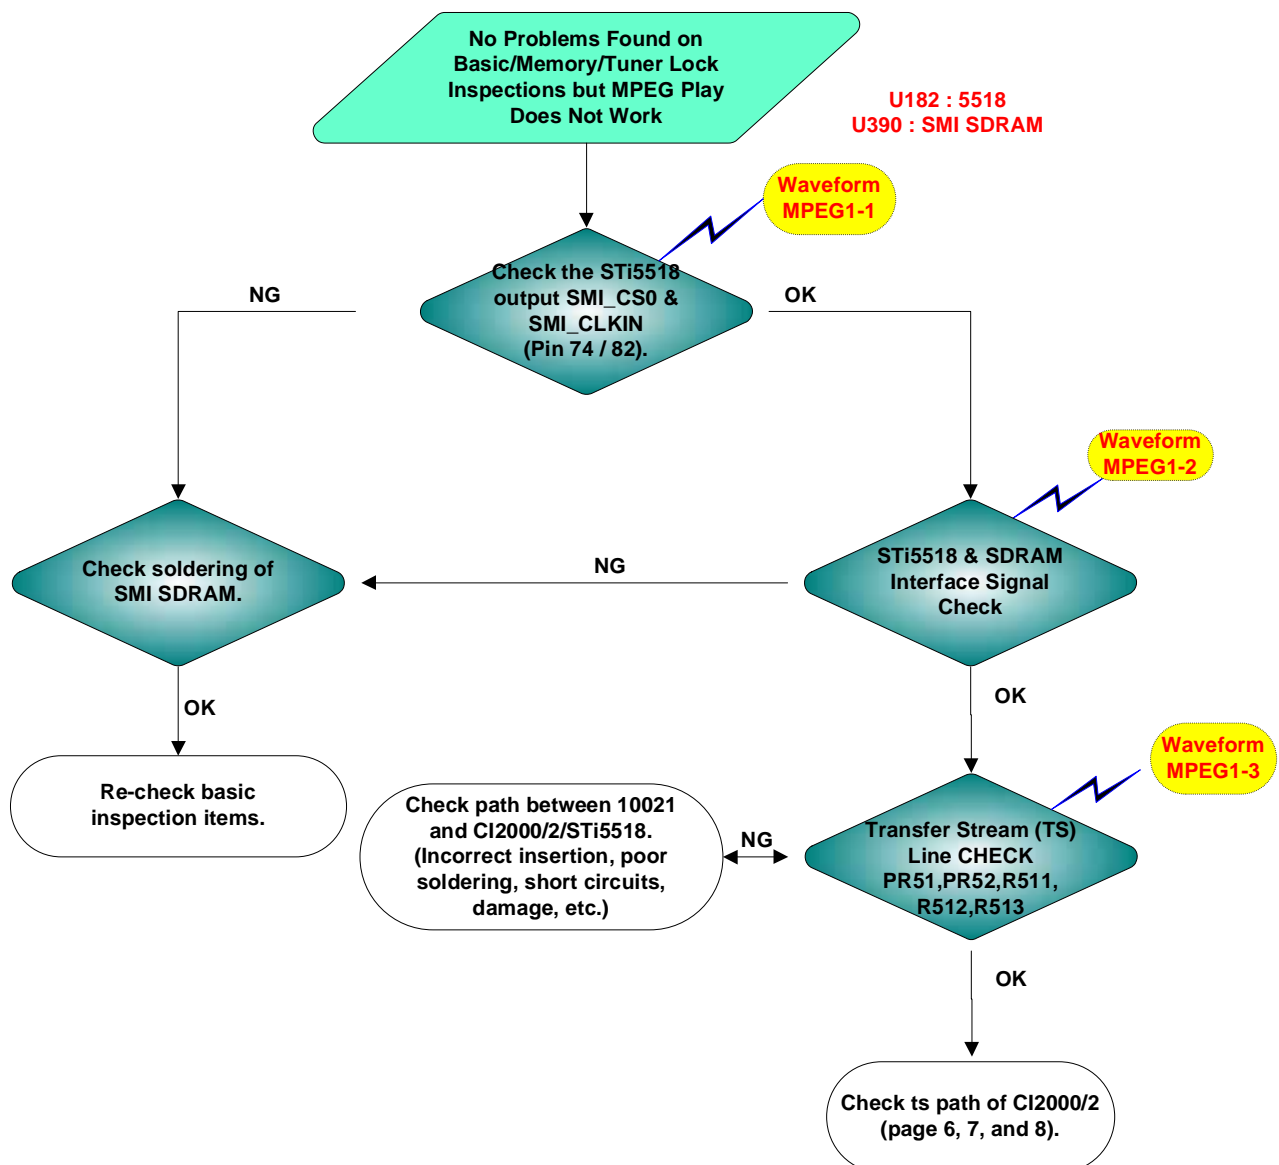 No Problems Found on
Basic/Memory/Tuner Lock
Inspections but MPEG Play
Does Not Work
U182 : 5518
U390 : SMI SDRAM
Waveform
MPEG1-1
Check the STi5518
output SMI_CS0 &
SMI_CLKIN
(Pin 74 / 82).
NG
OK
Waveform
MPEG1-2
Check soldering of
SMI SDRAM.
NG
STi5518 & SDRAM
Interface Signal
Check
OK
OK
Waveform
MPEG1-3
Re-check basic
inspection items.
Check path between 10021
and CI2000/2/STi5518.
(Incorrect insertion, poor
soldering, short circuits,
damage, etc.)
NG
Transfer Stream (TS)
Line CHECK
PR51,PR52,R511,
R512,R513
OK
Check ts path of CI2000/2
(page 6, 7, and 8).